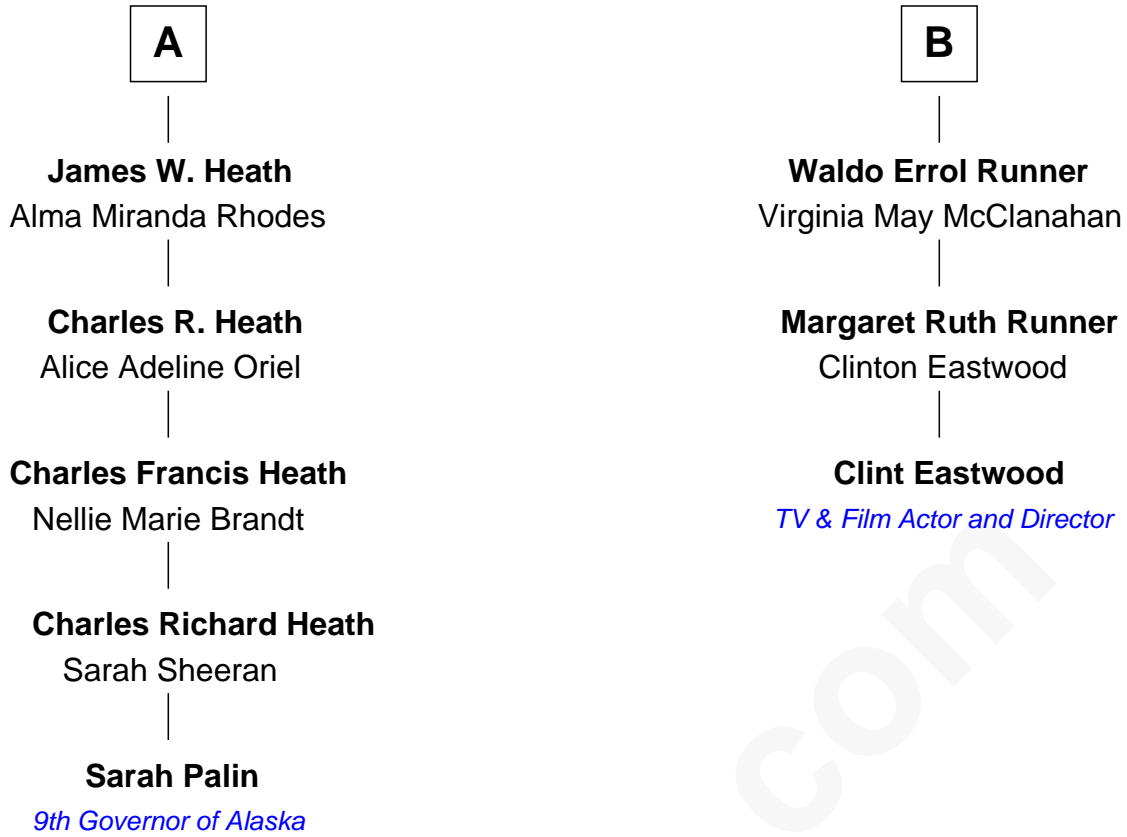 A
James W. Heath
Alma Miranda Rhodes
Charles R. Heath
Alice Adeline Oriel
Charles Francis Heath
Nellie Marie Brandt
Charles Richard Heath
Sarah Sheeran
Sarah Palin
9th Governor of Alaska
B
Waldo Errol Runner
Virginia May McClanahan
Margaret Ruth Runner
Clinton Eastwood
Clint Eastwood
TV & Film Actor and Director
com